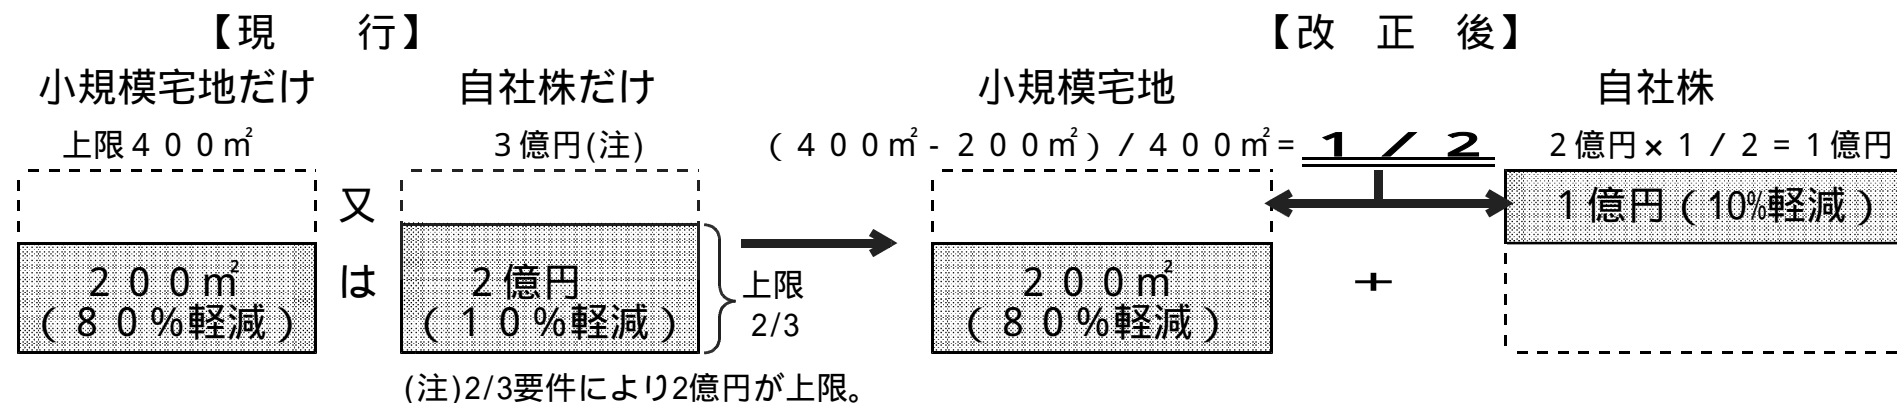 【現　行】
小規模宅地だけ
上限４００㎡
２００㎡
(８０%軽減)
又
は
自社株だけ
３億円(注)
２億円
(１０%軽減)
上限
2/3
(注)2/3要件により2億円が上限。
【改　正　後】
小規模宅地
(４００㎡-２００㎡)/４００㎡=１/２
２００㎡
(８０%軽減)
+
自社株
２億円×１/２=１億円
１億円(10%軽減)